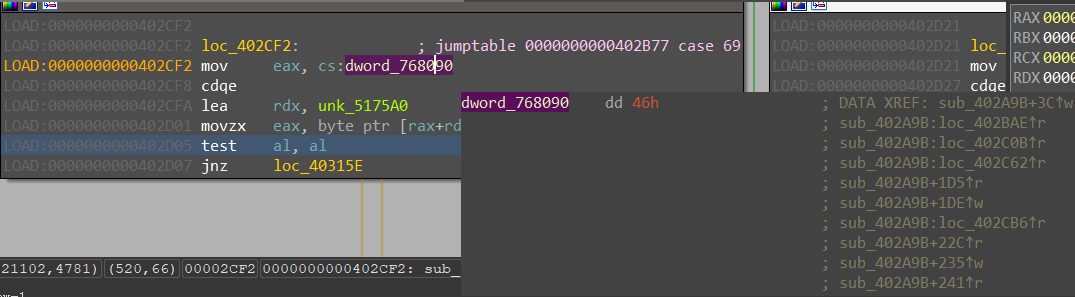 LOAD:0000000000402CF2
LOAD:0000000000402CF2 loc_402CF2: ; jumptable 0000000000402B77 case 69
LOAD:0000000000402CF2 mov eax, cs:dword_768090
LOAD:0000000000402CF8 cdqe
LOAD:0000000000402CFA lea rdx, unk_5175A0
LOAD:0000000000402D01 movzx eax, byte ptr [rax+rd
LOAD:0000000000402D05 test al, al
LOAD:0000000000402D07 jnz loc_40315E
LOAD:0000000000402D21
LOAD:0000000000402D21 loc_
LOAD:0000000000402D21 mov
LOAD:0000000000402D27 cdqe
RAX 0000
RBX 0000
RCX 0000
RDX 0000
dword_768090 dd 46h ; DATA XREF: sub_402A9B+3C↑w
; sub_402A9B:loc_402BAE↑r
; sub_402A9B:loc_402C0B↑r
; sub_402A9B:loc_402C62↑r
; sub_402A9B+1D5↑r
; sub_402A9B+1DE↑w
; sub_402A9B:loc_402CB6↑r
; sub_402A9B+22C↑r
; sub_402A9B+235↑w
; sub_402A9B+241↑r
21102,4781) (520,66) 00002CF2 0000000000402CF2: sub_